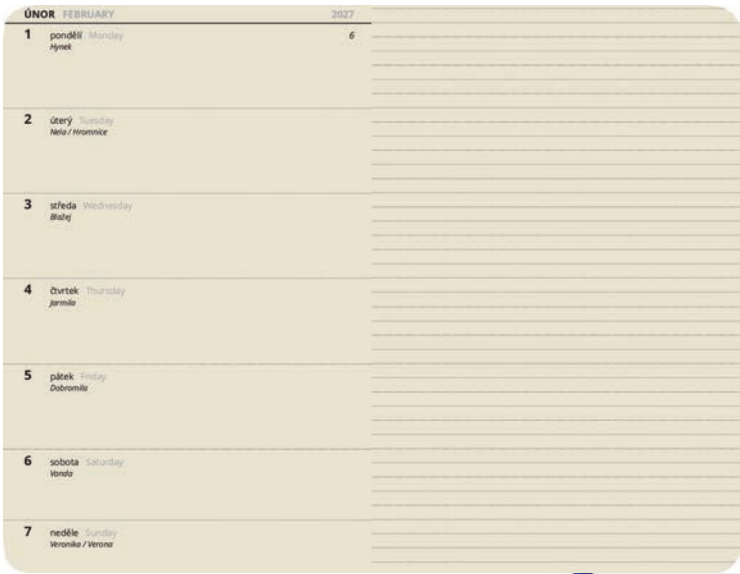 ÚNOR FEBRUARY 2027
1 pondělí Monday 6
Hynek
2 úterý Tuesday
Nela / Hromnice
3 středa Wednesday
Blažej
4 čtvrtek Thursday
Jarmila
5 pátek Friday
Dobromila
6 sobota Saturday
Vanda
7 neděle Sunday
Veronika / Verona